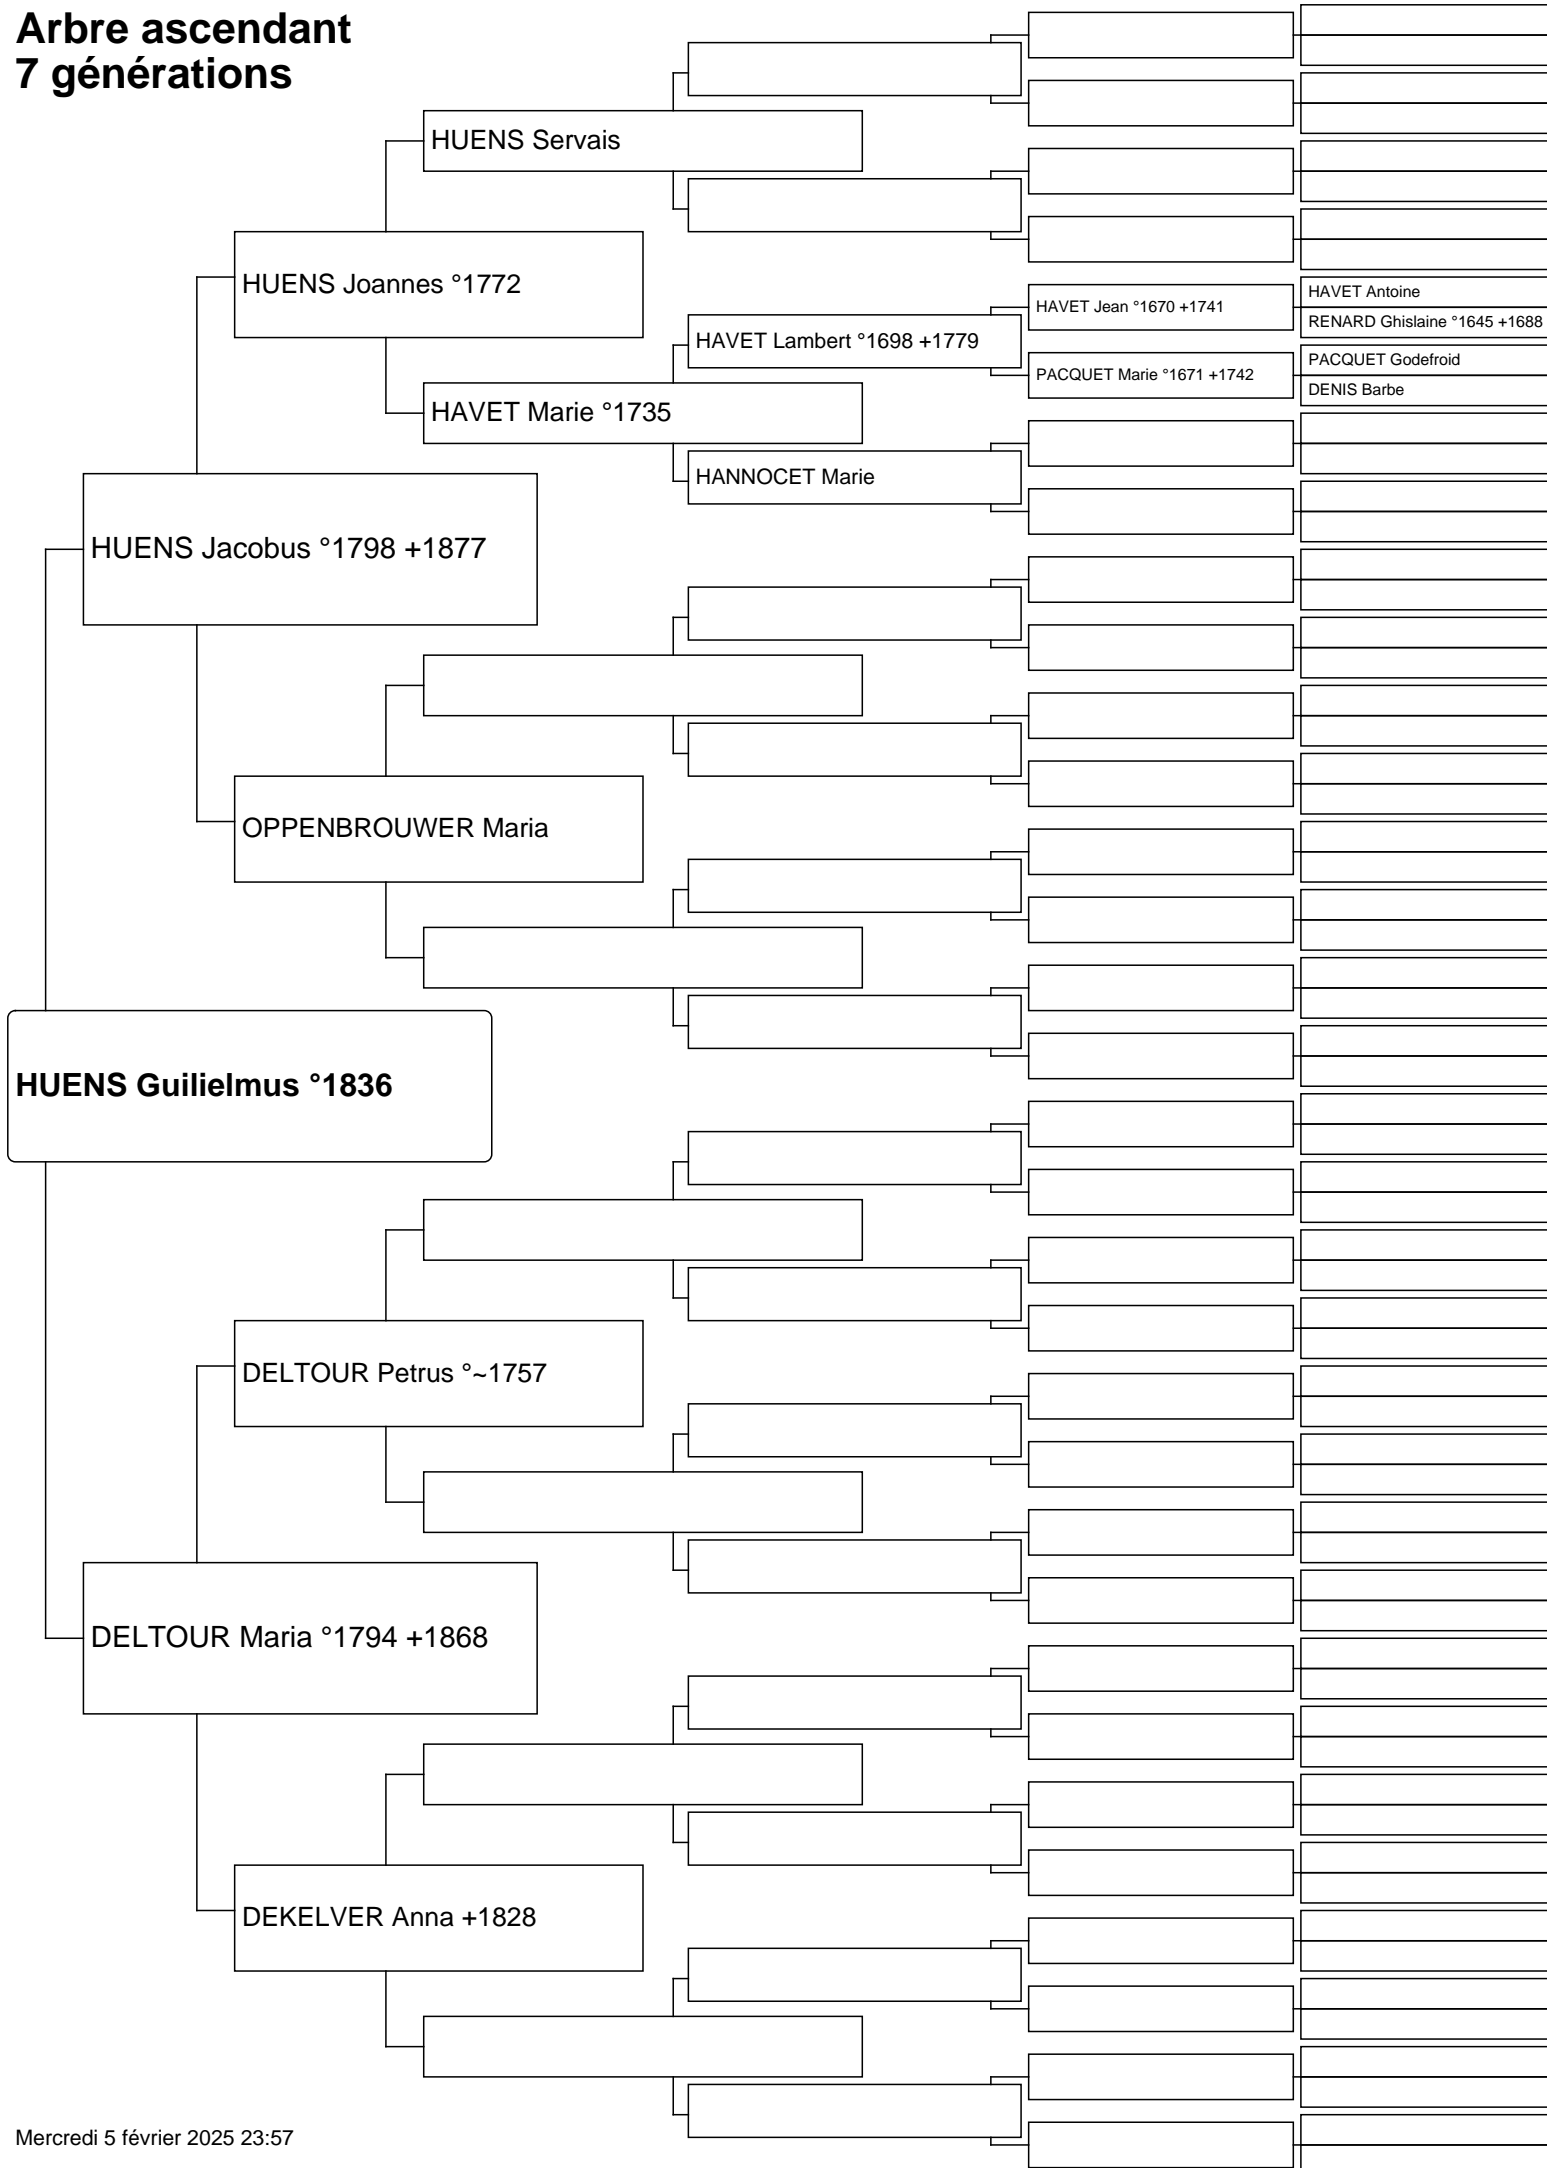 Arbre ascendant
7 générations
HUENS Servais
HUENS Joannes °1772
HAVET Antoine
HAVET Jean °1670 +1741
RENARD Ghislaine °1645 +1688
HAVET Lambert °1698 +1779
PACQUET Godefroid
PACQUET Marie °1671 +1742
DENIS Barbe
HAVET Marie °1735
HANNOCET Marie
HUENS Jacobus °1798 +1877
OPPENBROUWER Maria
HUENS Guilielmus °1836
DELTOUR Petrus °~1757
DELTOUR Maria °1794 +1868
DEKELVER Anna +1828
Mercredi 5 février 2025 23:57